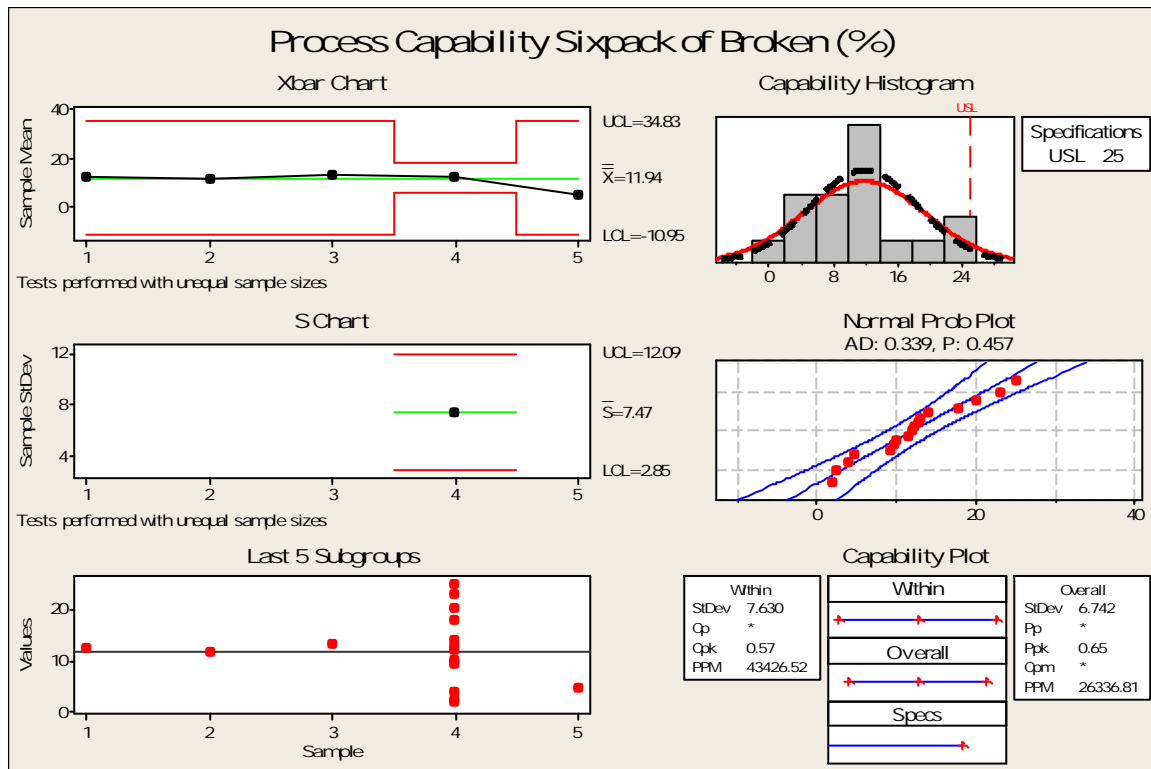 Process Capability Sixpack of Broken (%)
Xbar Chart
Sample Mean
40
20
0
1 2 3 4 5
UCL=34.83
X=11.94
LCL=-10.95
Tests performed with unequal sample sizes
Capability Histogram
USL
0 8 16 24
Specifications
USL 25
S Chart
Sample StDev
12
8
4
1 2 3 4 5
UCL=12.09
S=7.47
LCL=2.85
Tests performed with unequal sample sizes
Normal Prob Plot
AD: 0.339, P: 0.457
0 20 40
Last 5 Subgroups
Values
20
10
0
1 2 3 4 5
Sample
Capability Plot
Within
StDev 7.630
Cp *
Cpk 0.57
PPM 43426.52
Within
Overall
Specs
Overall
StDev 6.742
Pp *
Ppk 0.65
Cpm *
PPM 26336.81